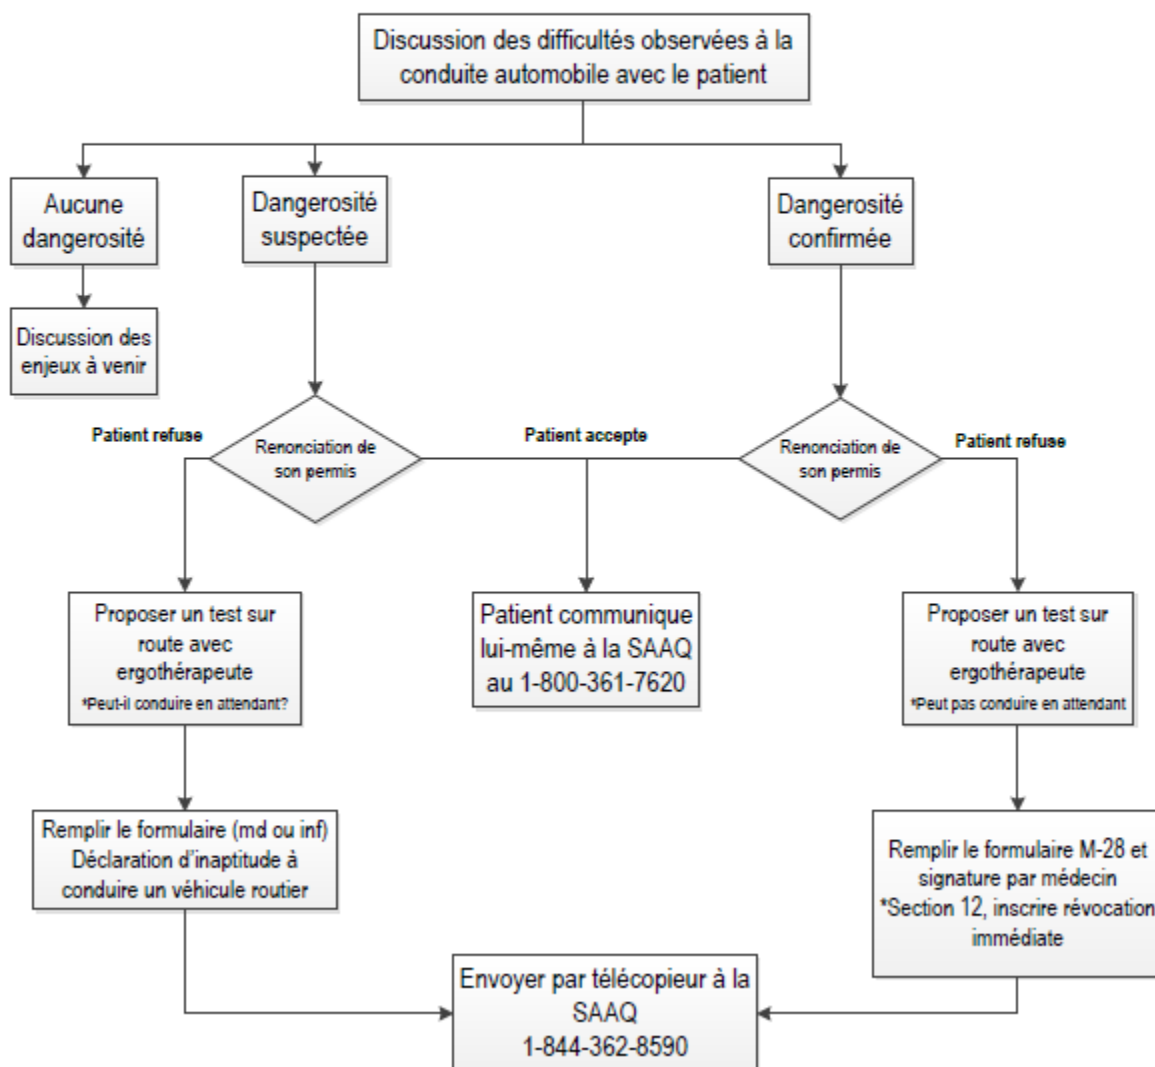 Discussion des difficultés observées à la
conduite automobile avec le patient
Aucune
dangerosité
Dangerosité
suspectée
Dangerosité
confirmée
Discussion des
enjeux à venir
Patient refuse
Renonciation de
son permis
Patient accepte
Renonciation de
son permis
Patient refuse
Proposer un test sur
route avec
ergothérapeute
*Peut-il conduire en attendant?
Patient communique
lui-même à la SAAQ
au 1-800-361-7620
Proposer un test sur
route avec
ergothérapeute
*Peut pas conduire en attendant
Remplir le formulaire (md ou inf)
Déclaration d'inaptitude à
conduire un véhicule routier
Remplir le formulaire M-28 et
signature par médecin
*Section 12, inscrire révocation
immédiate
Envoyer par télécopieur à la
SAAQ
1-844-362-8590